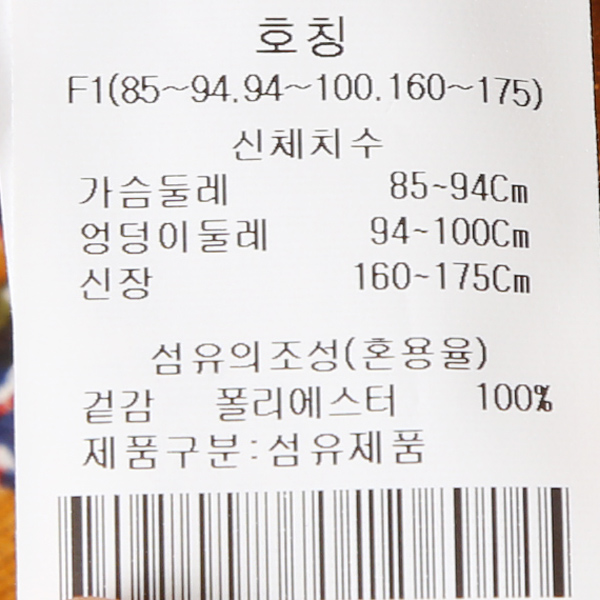 호칭
F1(85~94.94~100.160~175)
신체치수
가슴둘레 85~94Cm
엉덩이둘레 94~100Cm
신장 160~175Cm
섬유의조성(혼용율)
겉감 폴리에스터 100%
제품구분:섬유제품